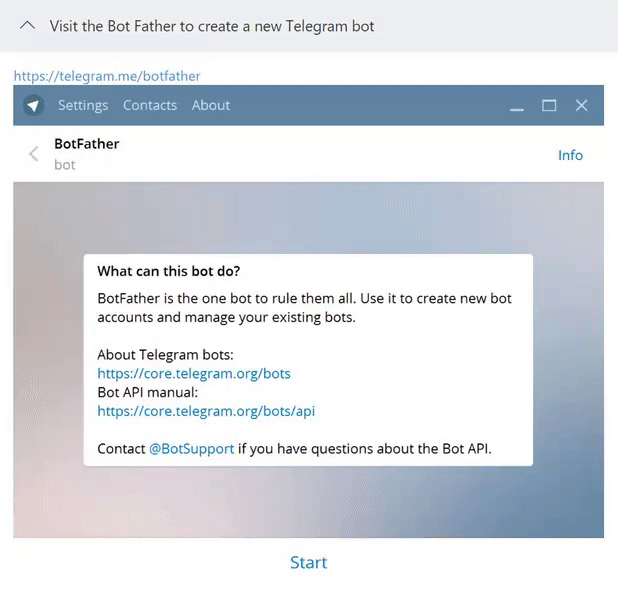 Visit the Bot Father to create a new Telegram bot
https://telegram.me/botfather
Settings Contacts About
BotFather
bot
Info
What can this bot do?
BotFather is the one bot to rule them all. Use it to create new bot
accounts and manage your existing bots.
About Telegram bots:
https://core.telegram.org/bots
Bot API manual:
https://core.telegram.org/bots/api
Contact @BotSupport if you have questions about the Bot API.
Start